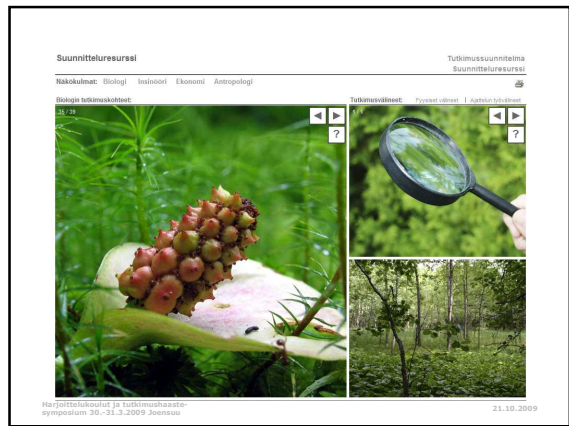 Suunnitteluresurssi
Tutkimussuunnitelma
Suunnitteluresurssi
Näkökulmat: Biologi Insinööri Ekonomi Antropologi
Biologin tutkimuskohteet:
Tutkimusvälineet: Fyysiset välineet | Ajattelun työvälineet
35 / 39
?
?
Harjoittelukoulut ja tutkimushaaste-
symposium 30.-31.3.2009 Joensuu
21.10.2009